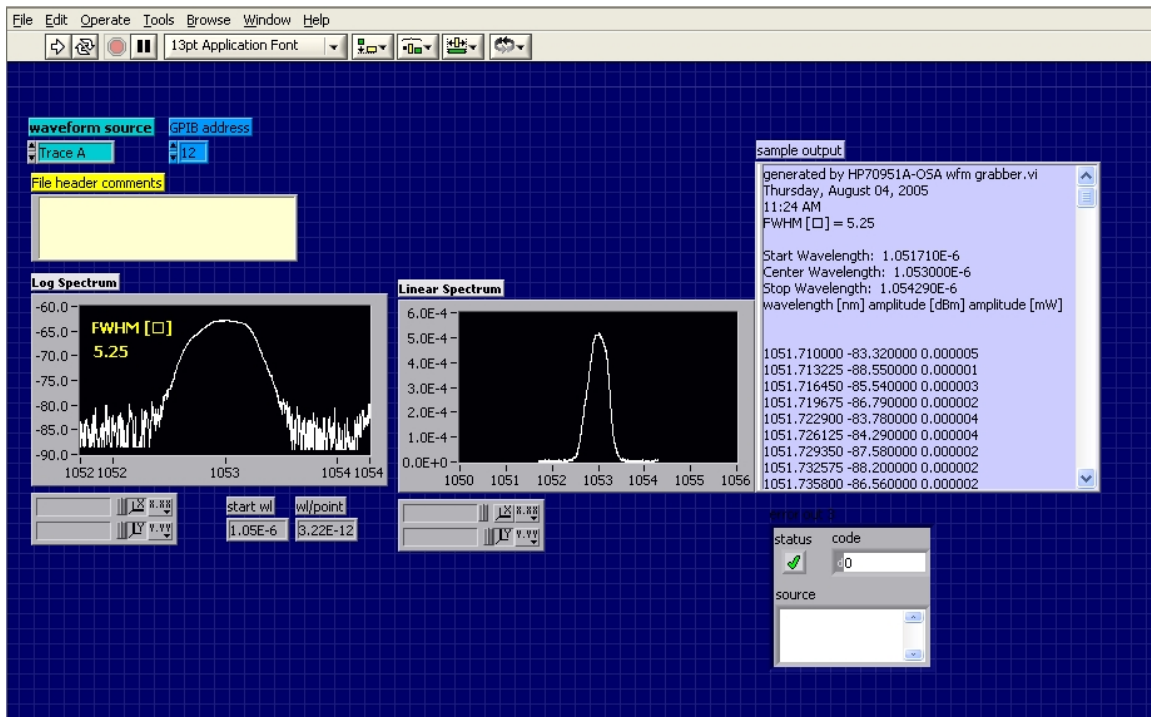 File Edit Operate Tools Browse Window Help
13pt Application Font
waveform source GPIB address
Trace A 12
File header comments
sample output
generated by HP70951A-OSA wfm grabber.vi
Thursday, August 04, 2005
11:24 AM
FWHM [□] = 5.25
Start Wavelength: 1.051710E-6
Center Wavelength: 1.053000E-6
Stop Wavelength: 1.054290E-6
wavelength [nm] amplitude [dBm] amplitude [mW]
1051.710000 -83.320000 0.000005
1051.713225 -88.550000 0.000001
1051.716450 -85.540000 0.000003
1051.719675 -86.790000 0.000002
1051.722900 -83.780000 0.000004
1051.726125 -84.290000 0.000004
1051.729350 -87.580000 0.000002
1051.732575 -88.200000 0.000002
1051.735800 -86.560000 0.000002
Log Spectrum
-60.0
-65.0
-70.0
-75.0
-80.0
-85.0
-90.0
FWHM [□]
5.25
1052 1052 1053 1054 1054
Linear Spectrum
6.0E-4
5.0E-4
4.0E-4
3.0E-4
2.0E-4
1.0E-4
0.0E+0
1050 1051 1052 1053 1054 1055 1056
X X.XX
Y Y.YY
start wl wl/point
1.05E-6 3.22E-12
X X.XX
Y Y.YY
status code
d0
source